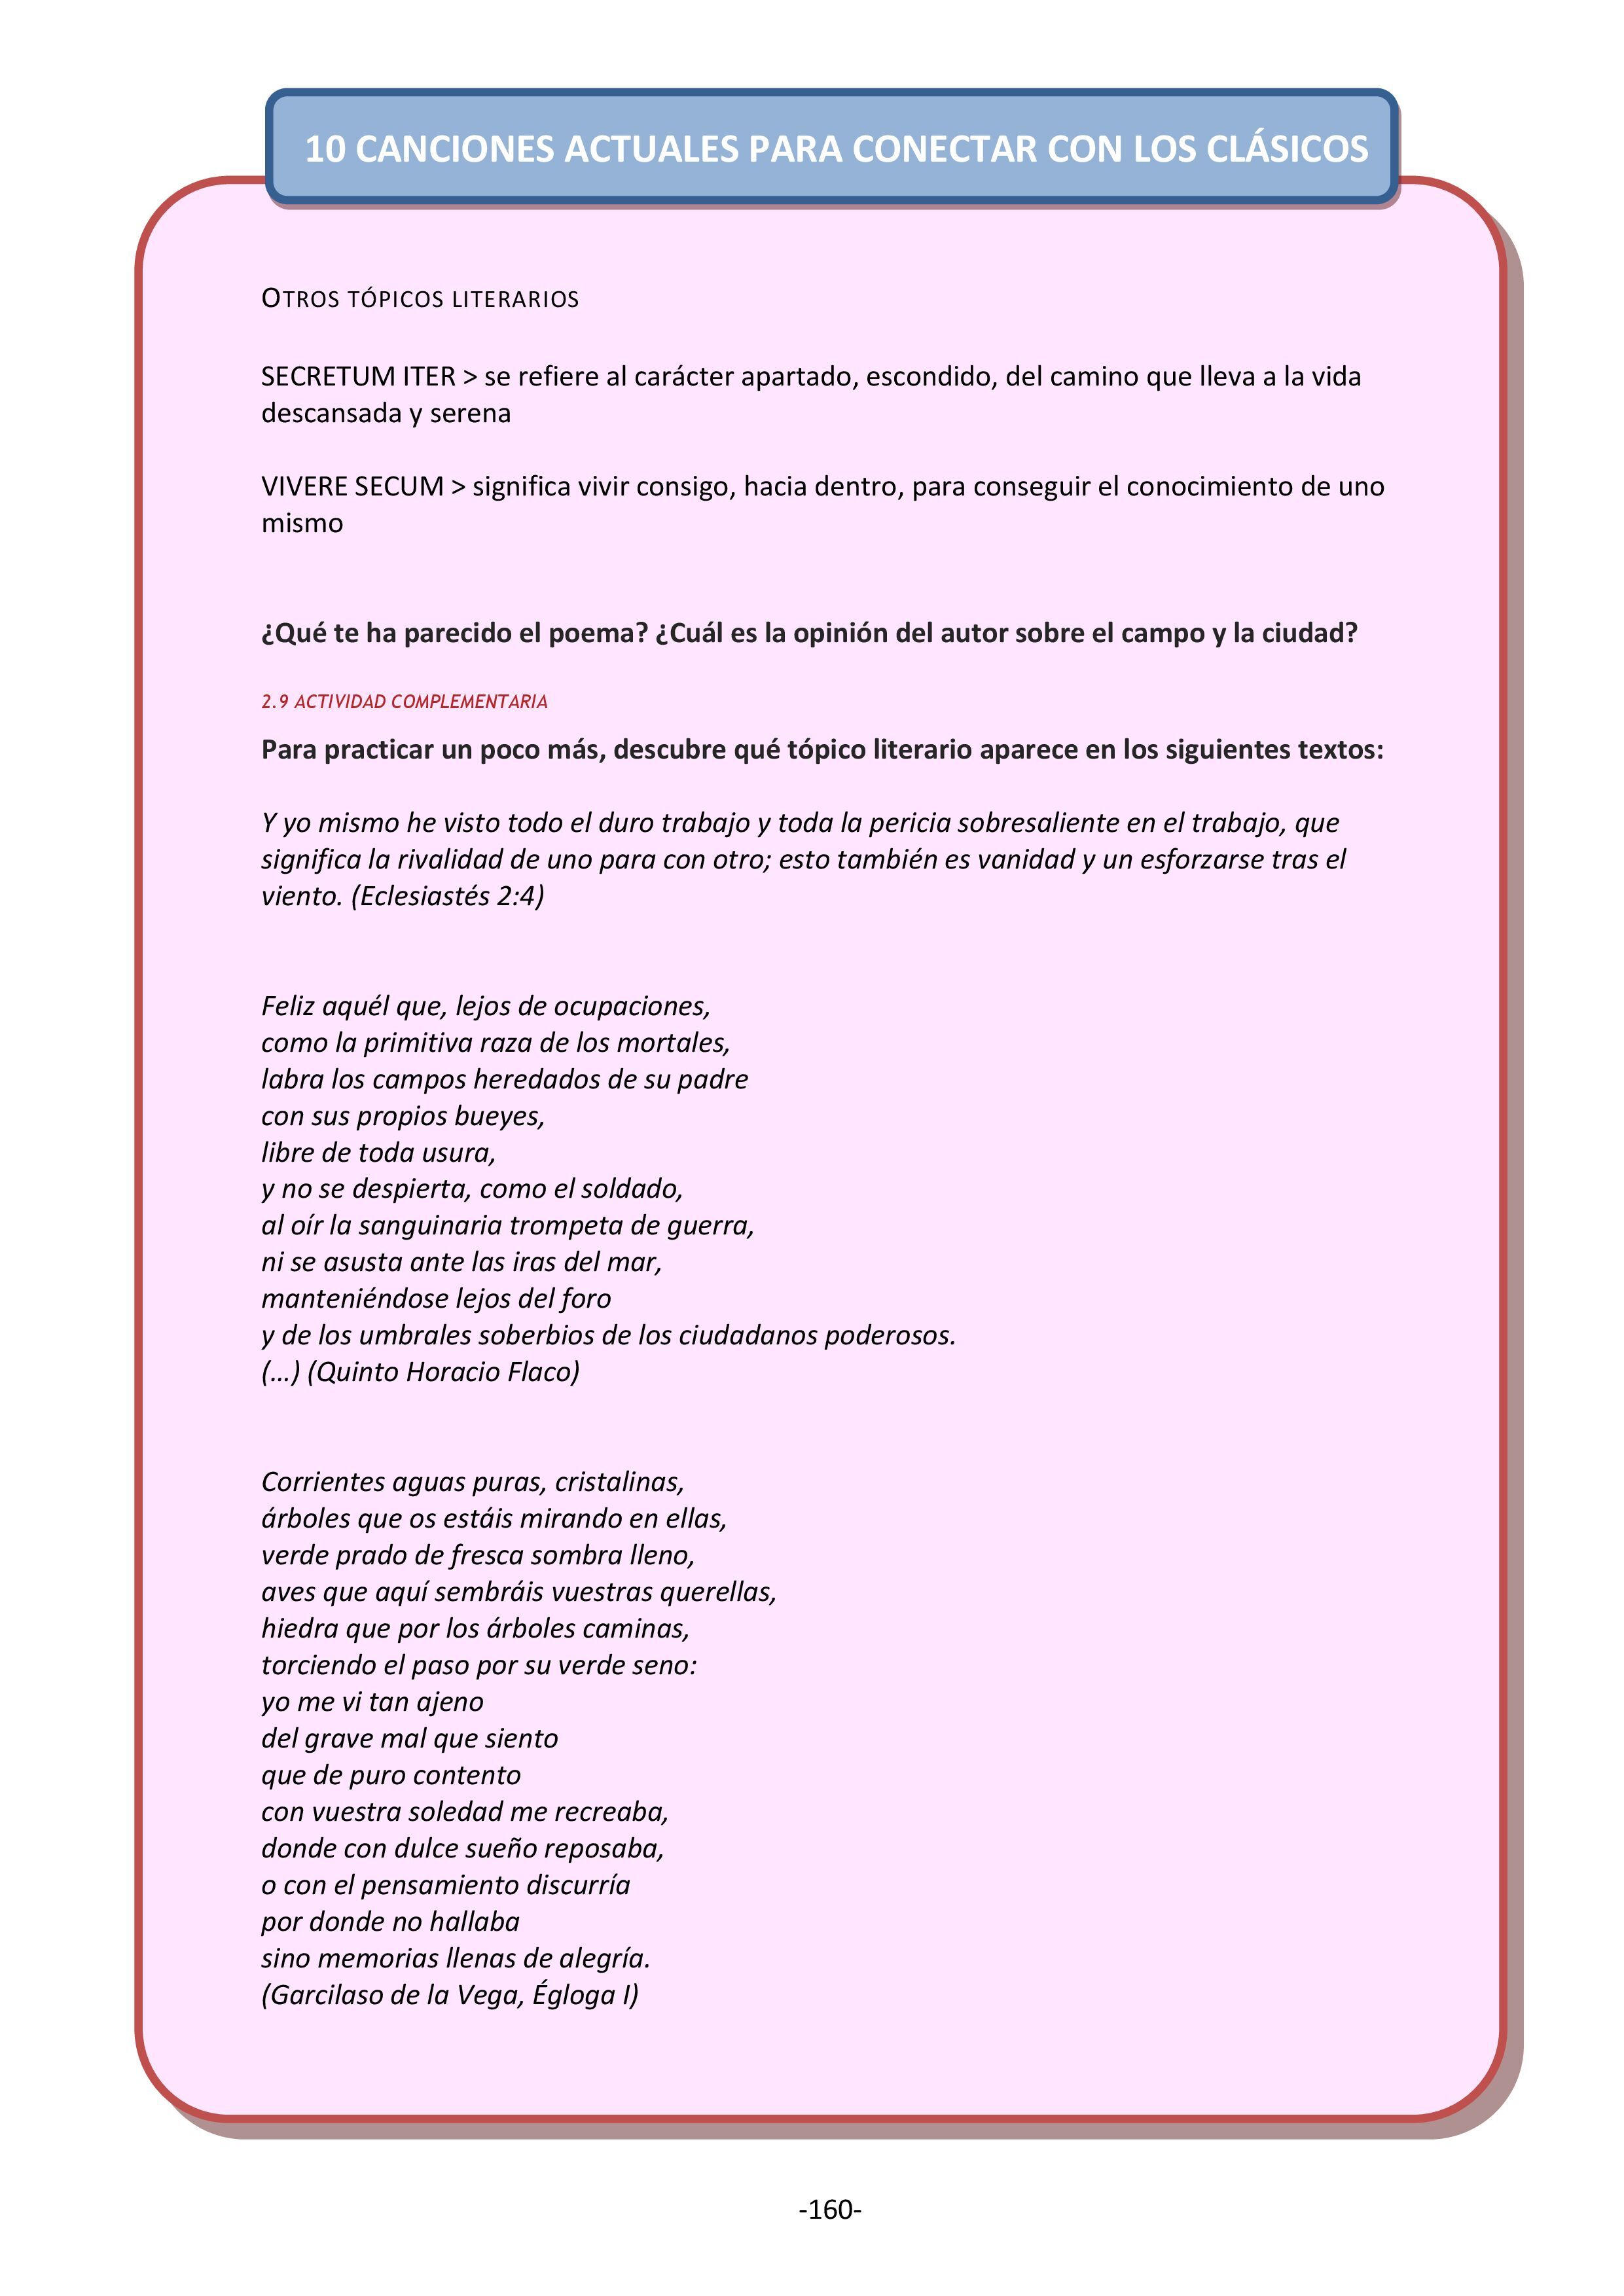 10 CANCIONES ACTUALES PARA CONECTAR CON LOS CLÁSICOS
OTROS TÓPICOS LITERARIOS
SECRETUM ITER > se refiere al carácter apartado, escondido, del camino que lleva a la vida
descansada y serena
VIVERE SECUM > significa vivir consigo, hacia dentro, para conseguir el conocimiento de uno
mismo
¿Qué te ha parecido el poema? ¿Cuál es la opinión del autor sobre el campo y la ciudad?
2.9 ACTIVIDAD COMPLEMENTARIA
Para practicar un poco más, descubre qué tópico literario aparece en los siguientes textos:
Y yo mismo he visto todo el duro trabajo y toda la pericia sobresaliente en el trabajo, que
significa la rivalidad de uno para con otro; esto también es vanidad y un esforzarse tras el
viento. (Eclesiastés 2:4)
Feliz aquél que, lejos de ocupaciones,
como la primitiva raza de los mortales,
labra los campos heredados de su padre
con sus propios bueyes,
libre de toda usura,
y no se despierta, como el soldado,
al oír la sanguinaria trompeta de guerra,
ni se asusta ante las iras del mar,
manteniéndose lejos del foro
y de los umbrales soberbios de los ciudadanos poderosos.
(…) (Quinto Horacio Flaco)
Corrientes aguas puras, cristalinas,
árboles que os estáis mirando en ellas,
verde prado de fresca sombra lleno,
aves que aquí sembráis vuestras querellas,
hiedra que por los árboles caminas,
torciendo el paso por su verde seno:
yo me vi tan ajeno
del grave mal que siento
que de puro contento
con vuestra soledad me recreaba,
donde con dulce sueño reposaba,
o con el pensamiento discurría
por donde no hallaba
sino memorias llenas de alegría.
(Garcilaso de la Vega, Égloga I)
-160-